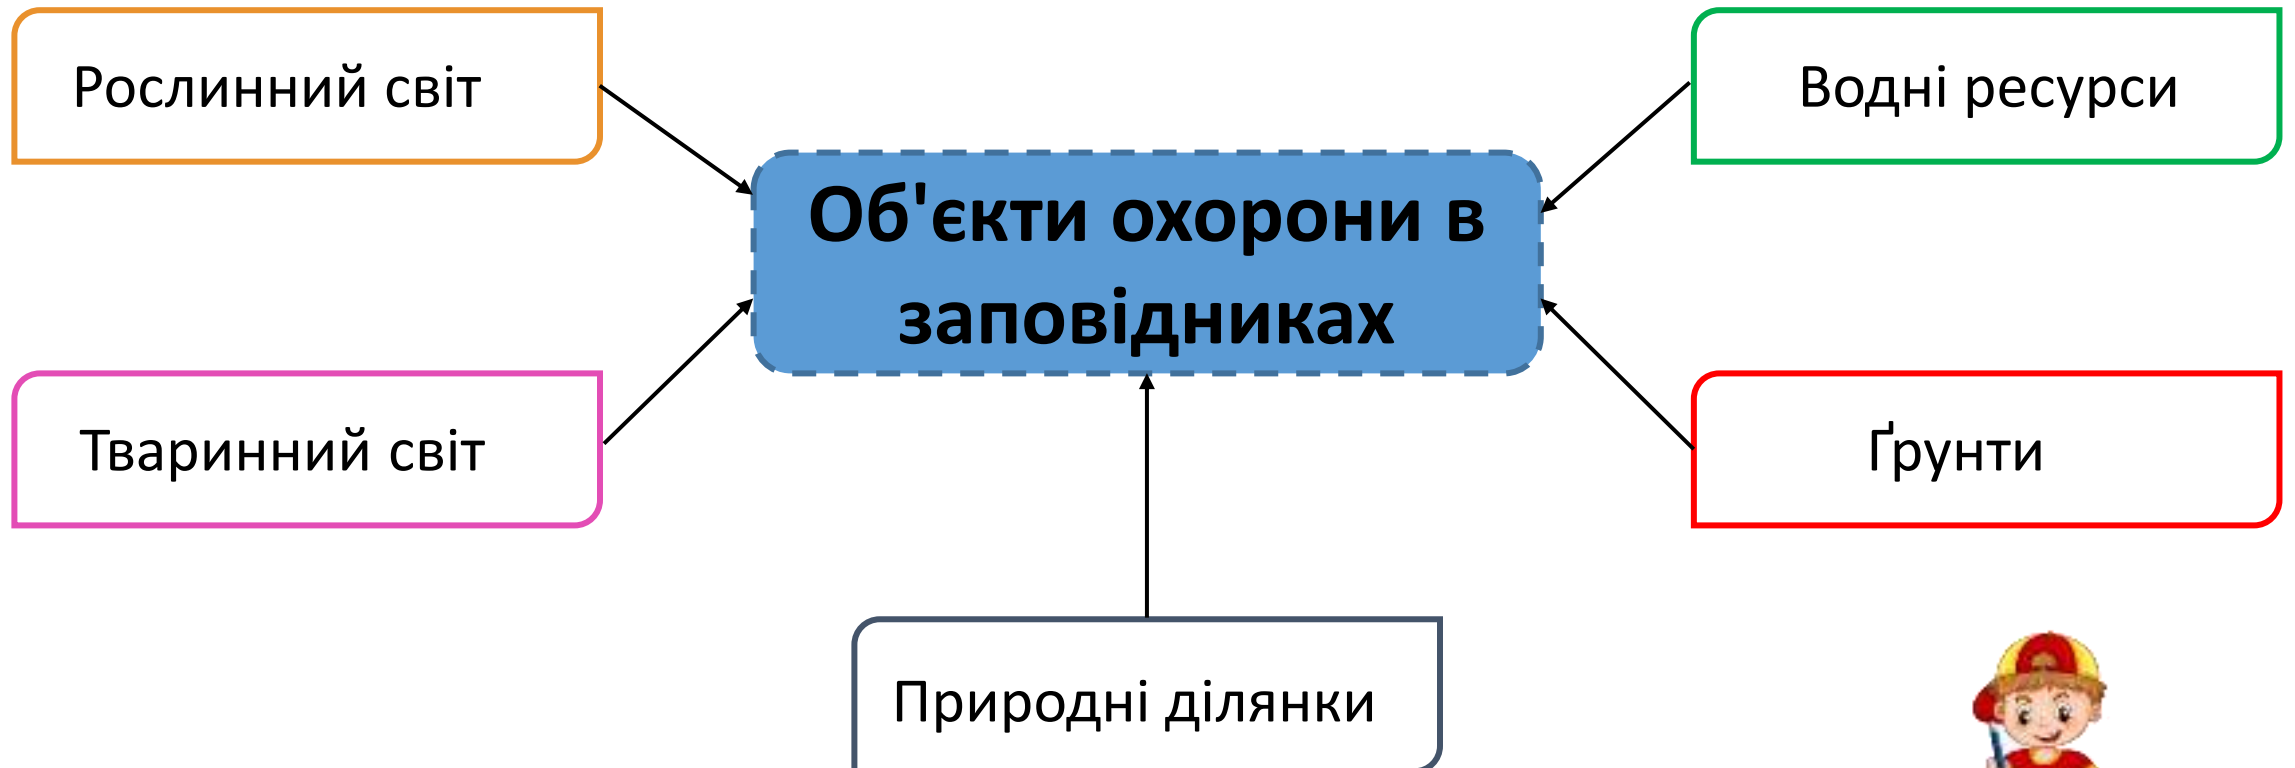 Рослинний світ
Водні ресурси
Об'єкти охорони в
заповідниках
Тваринний світ
Ґрунти
Природні ділянки